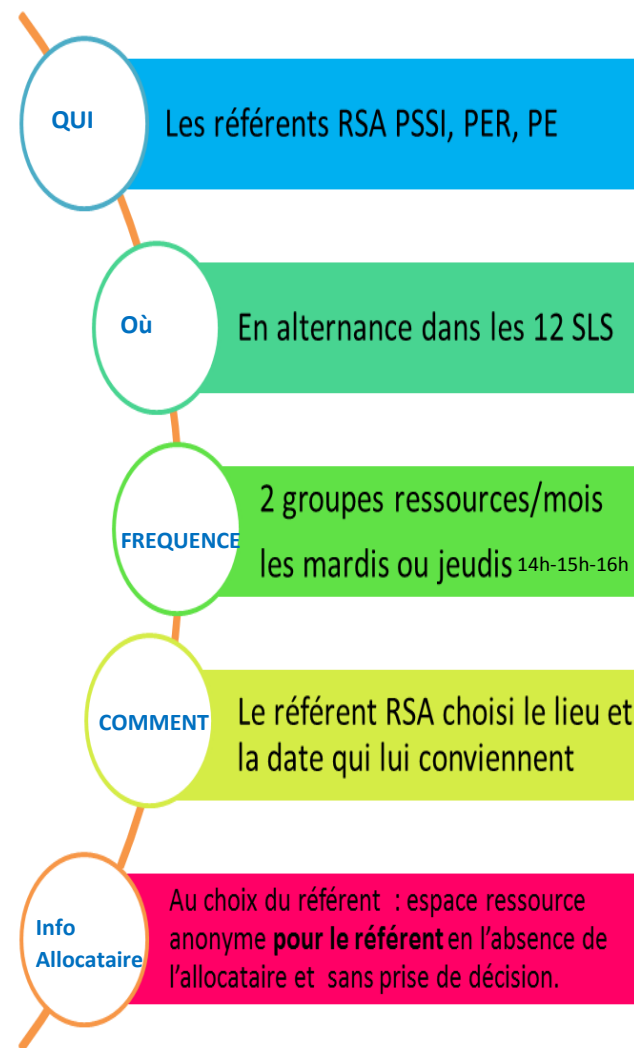 QUI
Les référents RSA PSSI, PER, PE
Où
En alternance dans les 12 SLS
FREQUENCE
2 groupes ressources/mois
les mardis ou jeudis 14h-15h-16h
COMMENT
Le référent RSA choisi le lieu et
la date qui lui conviennent
Info
Allocataire
Au choix du référent : espace ressource
anonyme pour le référent en l’absence de
l’allocataire et sans prise de décision.